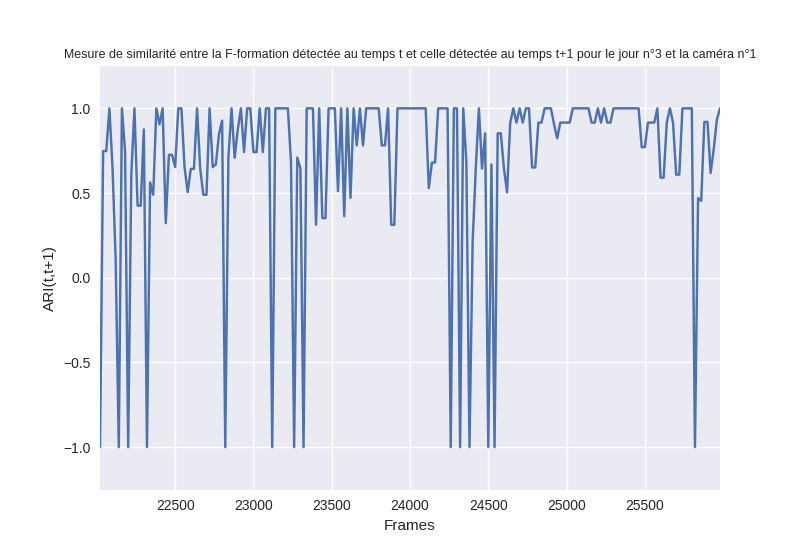 Mesure de similarité entre la F-formation détectée au temps t et celle détectée au temps t+1 pour le jour n°3 et la caméra n°1
1.0
0.5
0.0
−0.5
−1.0
ARI(t,t+1)
22500 23000 23500 24000 24500 25000 25500
Frames